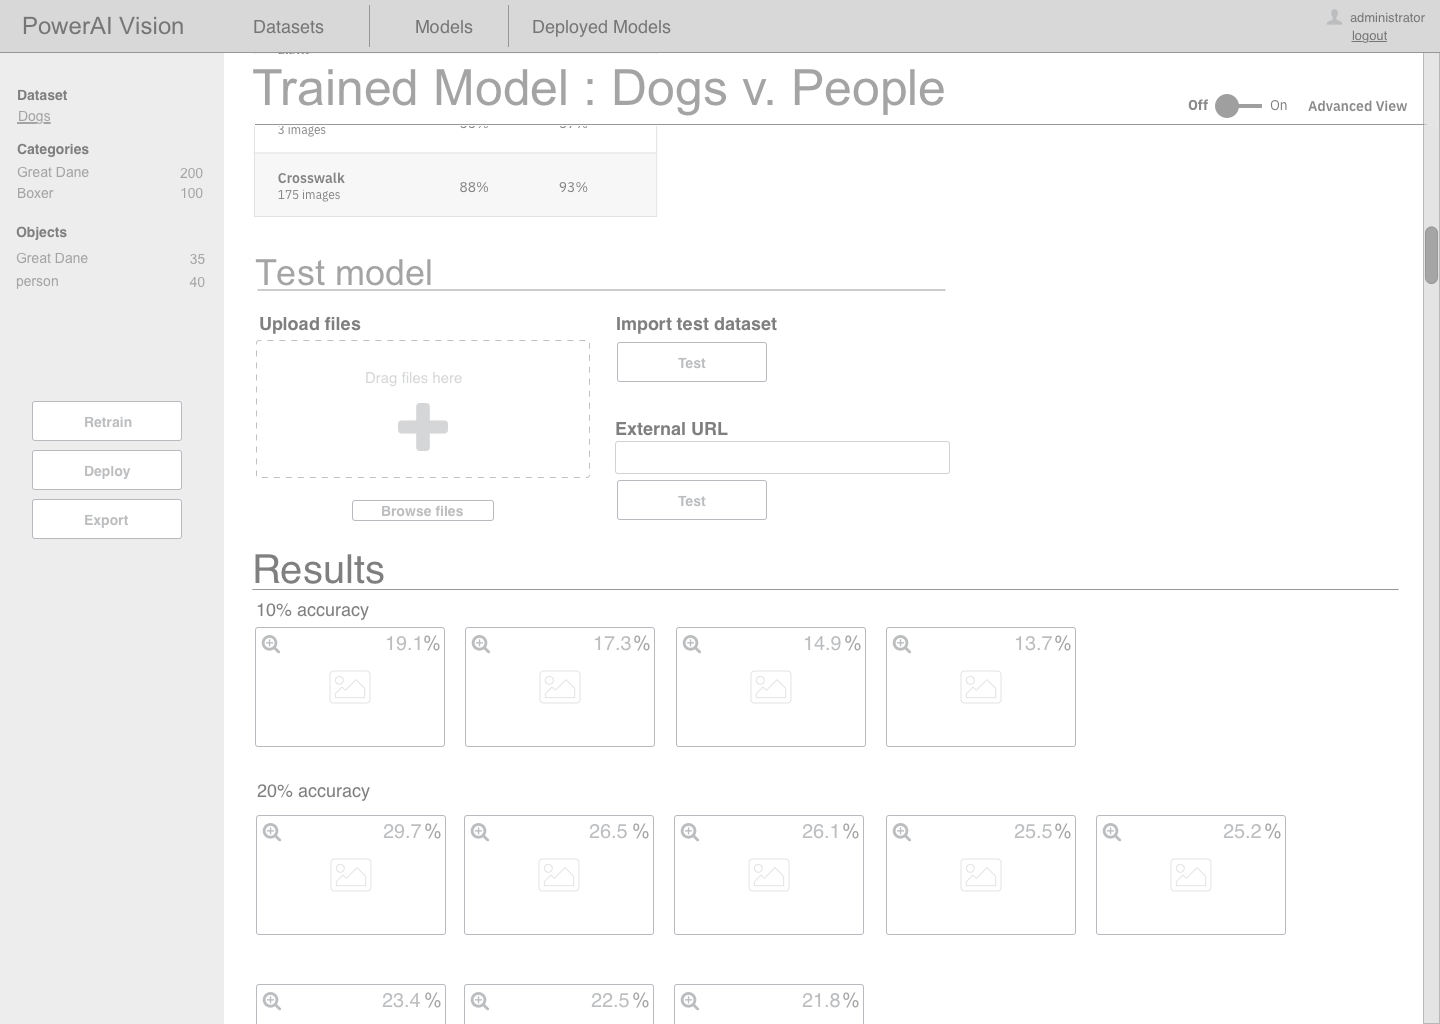 PowerAI Vision
Datasets
Models
Deployed Models
administrator
logout
Dataset
Dogs
Categories
Great Dane 200
Boxer 100
Objects
Great Dane 35
person 40
Retrain
Deploy
Export
Trained Model : Dogs v. People
Off On Advanced View
3 images
Crosswalk
175 images
88% 93%
Test model
Upload files
Drag files here
Browse files
Import test dataset
Test
External URL
Test
Results
10% accuracy
19.1% 17.3% 14.9% 13.7%
20% accuracy
29.7% 26.5 % 26.1% 25.5% 25.2%
23.4 % 22.5% 21.8%